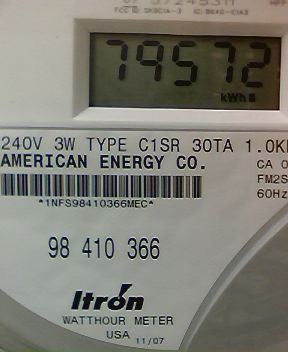 79572
kWh
240V 3W TYPE C1SR 30TA 1.0K
AMERICAN ENERGY CO.
CA 0
FM2S
60Hz
*1NFS98410366MEC*
98 410 366
Itron
WATTHOUR METER
USA 11/07